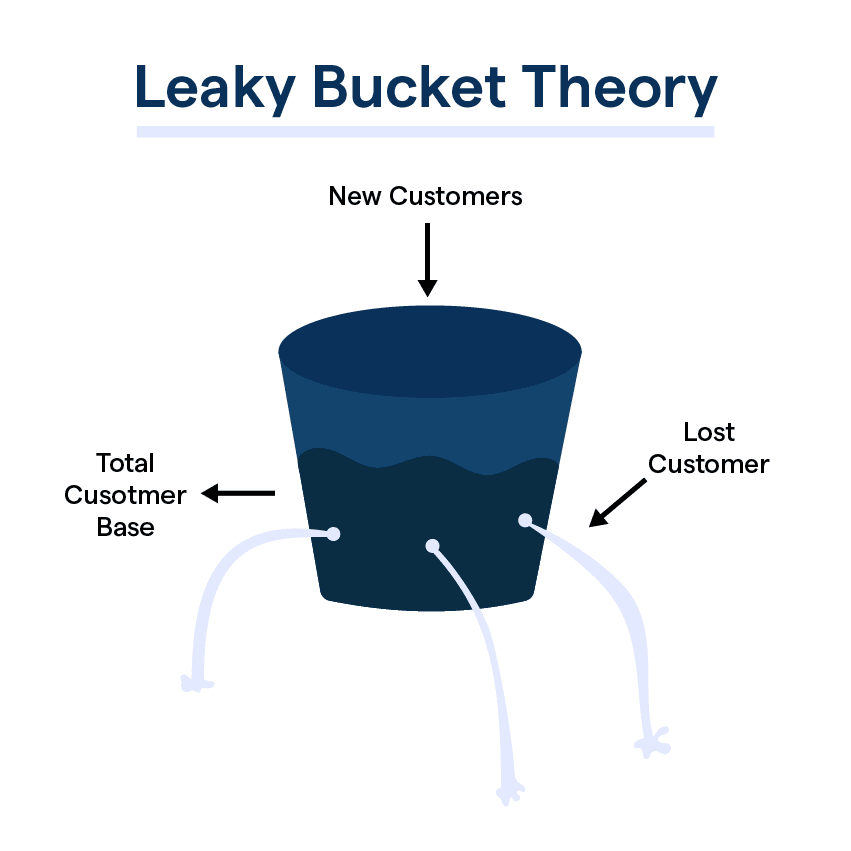 Leaky Bucket Theory
New Customers
Lost
Customer
Total
Cusotmer
Base